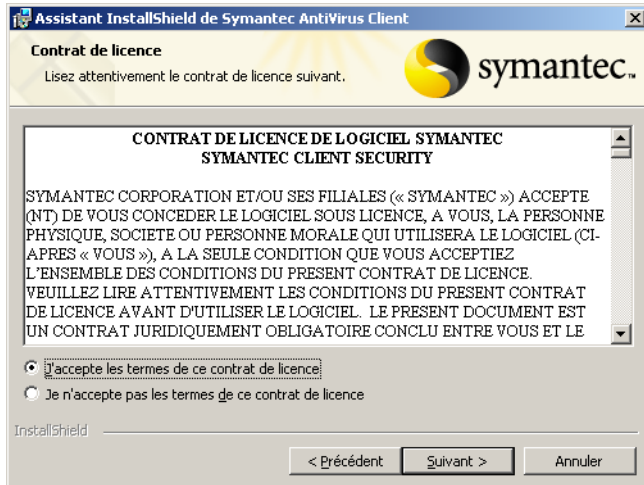 Assistant InstallShield de Symantec AntiVirus Client
Contrat de licence
Lisez attentivement le contrat de licence suivant.
symantec™
CONTRAT DE LICENCE DE LOGICIEL SYMANTEC
SYMANTEC CLIENT SECURITY
SYMANTEC CORPORATION ET/OU SES FILIALES (« SYMANTEC ») ACCEPTE
(NT) DE VOUS CONCEDER LE LOGICIEL SOUS LICENCE, A VOUS, LA PERSONNE
PHYSIQUE, SOCIETE OU PERSONNE MORALE QUI UTILISERA LE LOGICIEL (CI-
APRES « VOUS »), A LA SEULE CONDITION QUE VOUS ACCEPTIEZ
L'ENSEMBLE DES CONDITIONS DU PRESENT CONTRAT DE LICENCE.
VEUILLEZ LIRE ATTENTIVEMENT LES CONDITIONS DU PRESENT CONTRAT
DE LICENCE AVANT D'UTILISER LE LOGICIEL. LE PRESENT DOCUMENT EST
UN CONTRAT JURIDIQUEMENT OBLIGATOIRE CONCLU ENTRE VOUS ET LE
J'accepte les termes de ce contrat de licence
Je n'accepte pas les termes de ce contrat de licence
InstallShield
< Précédent
Suivant >
Annuler